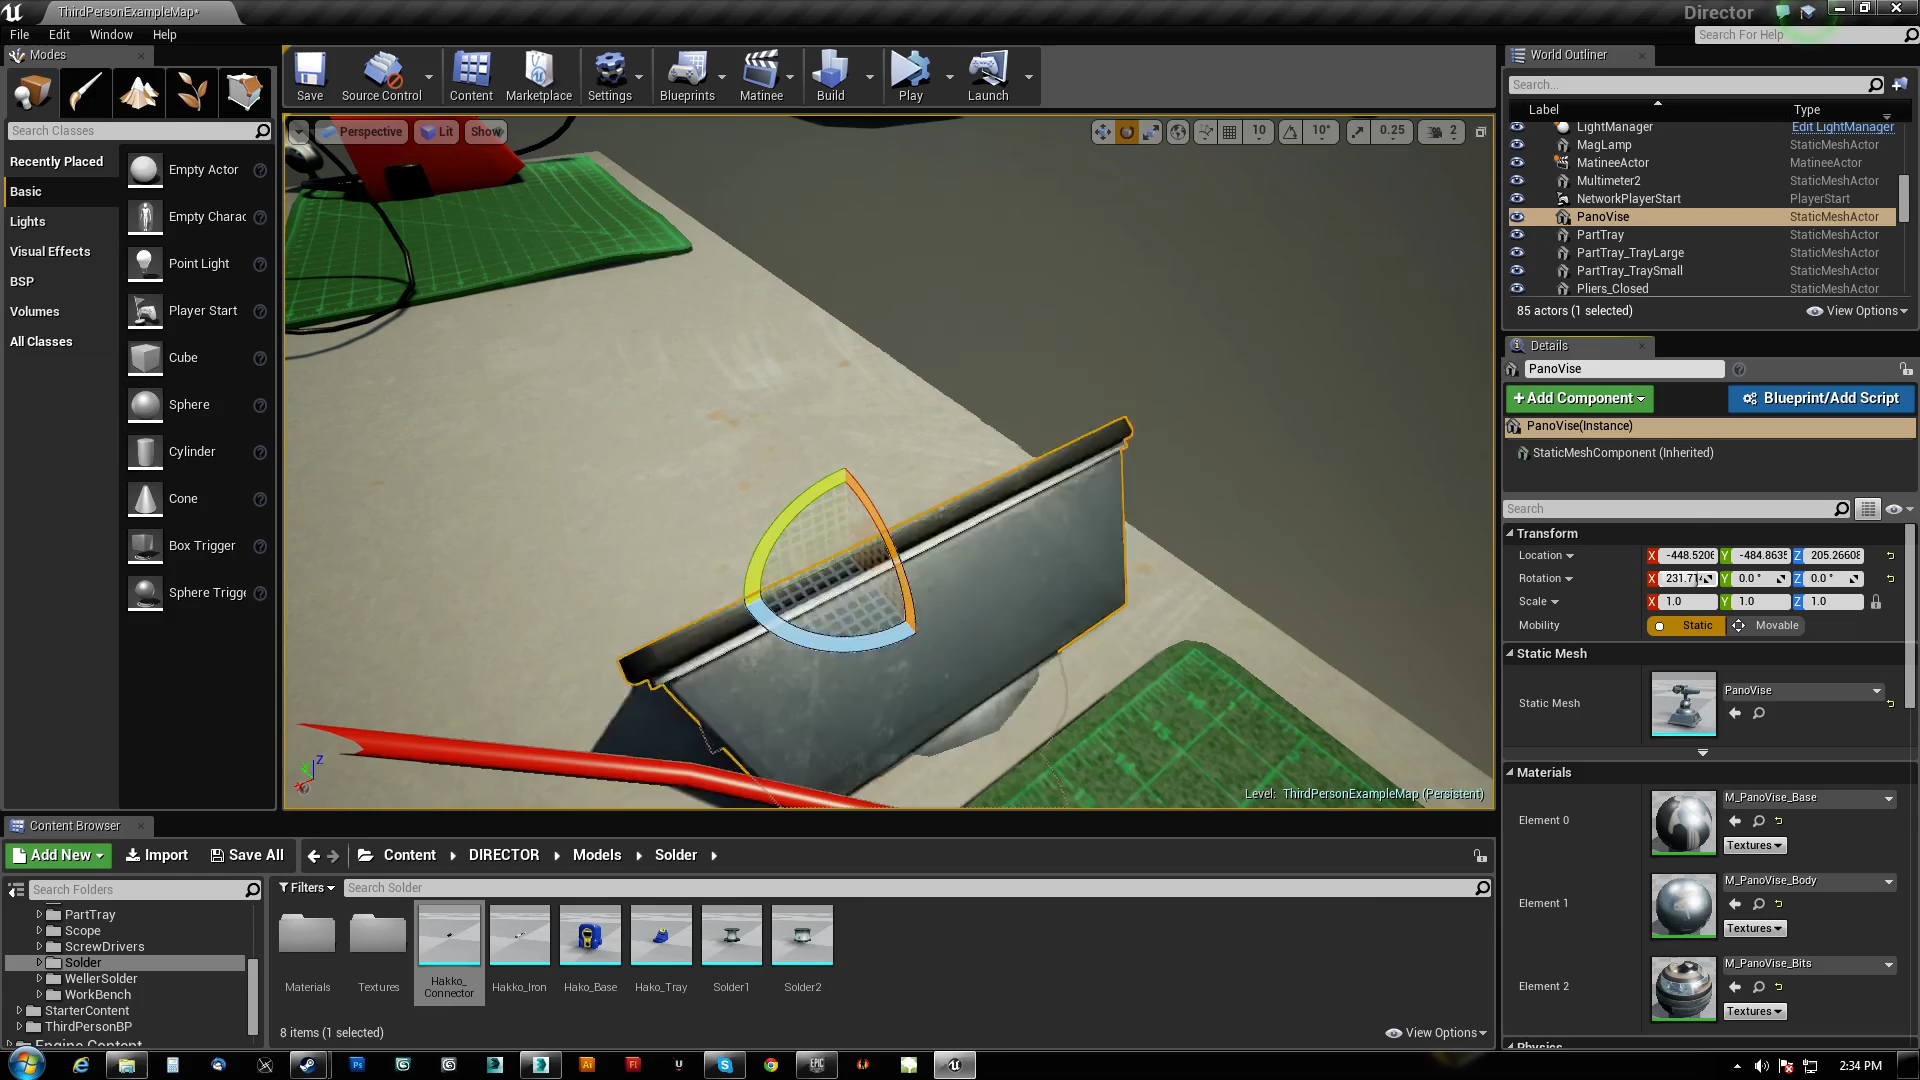 ThirdPersonExampleMap*
Director
File Edit Window Help
Search For Help
Modes
Search Classes
Recently Placed
Basic
Lights
Visual Effects
BSP
Volumes
All Classes
Empty Actor
Empty Charac
Point Light
Player Start
Cube
Sphere
Cylinder
Cone
Box Trigger
Sphere Trigge
Save
Source Control
Content
Marketplace
Settings
Blueprints
Matinee
Build
Play
Launch
Perspective
Lit
Show
10
10°
0.25
2
Z
Level: ThirdPersonExampleMap (Persistent)
World Outliner
Search...
Label Type
LightManager Edit LightManager
MagLamp StaticMeshActor
MatineeActor MatineeActor
Multimeter2 StaticMeshActor
NetworkPlayerStart PlayerStart
PanoVise StaticMeshActor
PartTray StaticMeshActor
PartTray_TrayLarge StaticMeshActor
PartTray_TraySmall StaticMeshActor
Pliers_Closed StaticMeshActor
85 actors (1 selected)
View Options
Details
PanoVise
+Add Component
Blueprint/Add Script
PanoVise(Instance)
StaticMeshComponent (Inherited)
Search
Transform
Location X -448.5206 Y -484.8635 Z 205.26608
Rotation X 231.714 Y 0.0 ° Z 0.0 °
Scale X 1.0 Y 1.0 Z 1.0
Mobility Static Movable
Static Mesh
Static Mesh PanoVise
Materials
Element 0 M_PanoVise_Base
Textures
Element 1 M_PanoVise_Body
Textures
Element 2 M_PanoVise_Bits
Textures
Physics
Content Browser
Add New
Import
Save All
Content DIRECTOR Models Solder
Search Folders
Filters
Search Solder
PartTray
Scope
ScrewDrivers
Solder
WellerSolder
WorkBench
StarterContent
ThirdPersonBP
Engine Content
Materials
Textures
Hakko_
Connector
Hakko_Iron
Hako_Base
Hako_Tray
Solder1
Solder2
8 items (1 selected)
View Options
2:34 PM